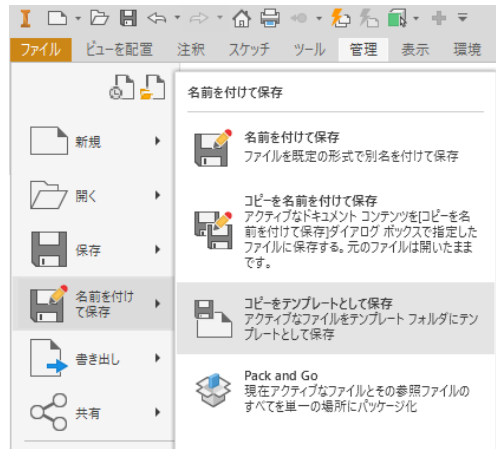 ファイル ビューを配置 注釈 スケッチ ツール 管理 表示 環境
新規
開く
保存
名前を付け
て保存
書き出し
共有
名前を付けて保存
名前を付けて保存
ファイルを既定の形式で別名を付けて保存
コピーを名前を付けて保存
アクティブなドキュメント コンテンツを[コピーを名
前を付けて保存]ダイアログ ボックスで指定した
ファイルに保存する。元のファイルは開いたまま
です。
コピーをテンプレートとして保存
アクティブなファイルをテンプレート フォルダにテン
プレートとして保存
Pack and Go
現在アクティブなファイルとその参照ファイルの
すべてを単一の場所にパッケージ化